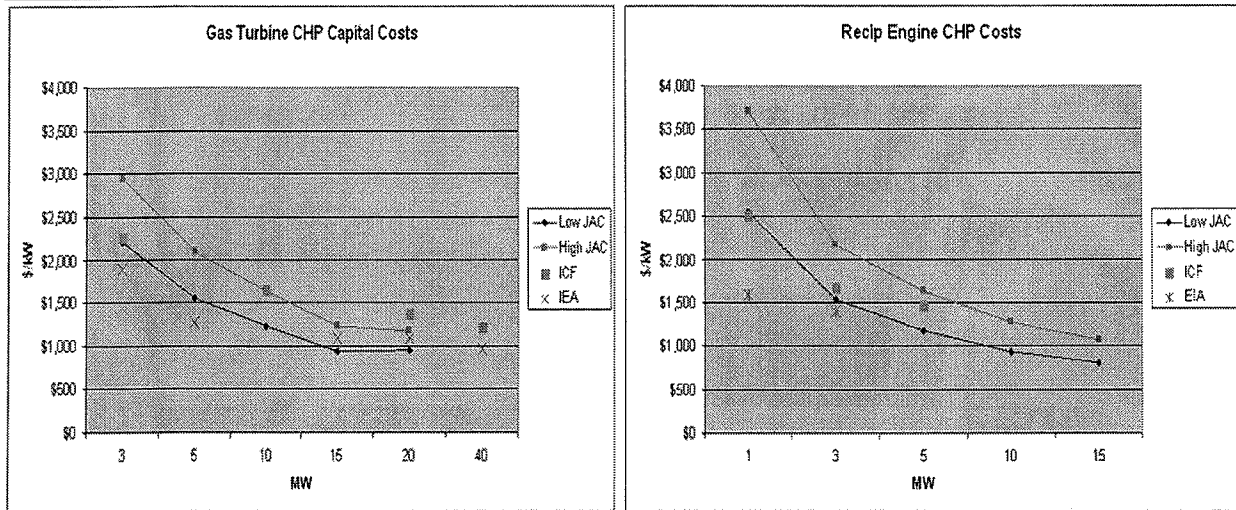 Gas Turbine CHP Capital Costs
$/kW
$4,000
$3,500
$3,000
$2,500
$2,000
$1,500
$1,000
$500
$0
3
5
10
15
20
40
MW
Low JAC
High JAC
ICF
IEA
Recip Engine CHP Costs
$/kW
$4,000
$3,500
$3,000
$2,500
$2,000
$1,500
$1,000
$500
$0
1
3
5
10
15
MW
Low JAC
High JAC
ICF
EIA